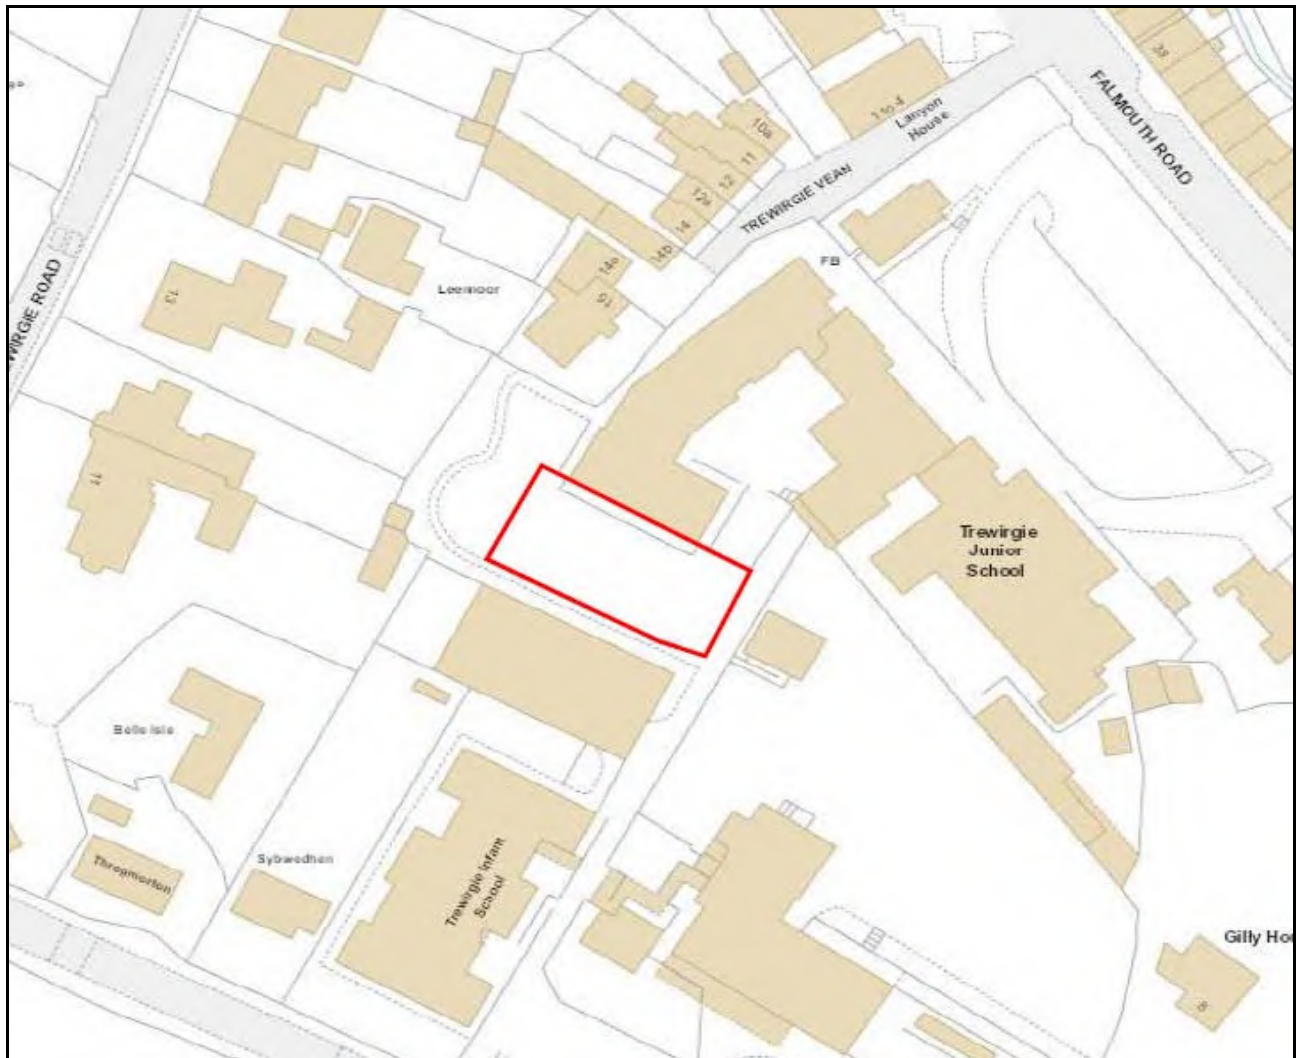 39
FALMOUTH ROAD
1 to 4
Lanyon
House
10a
11
12
12a
14
14b
TREWIRGIE VEAN
14a
15
FB
Leemoor
13
WIRGIE ROAD
11
Trewirgie
Junior
School
Belle Isle
Throgmorton
Sybwedhen
Trewirgie Infant
School
Gilly Ho
8